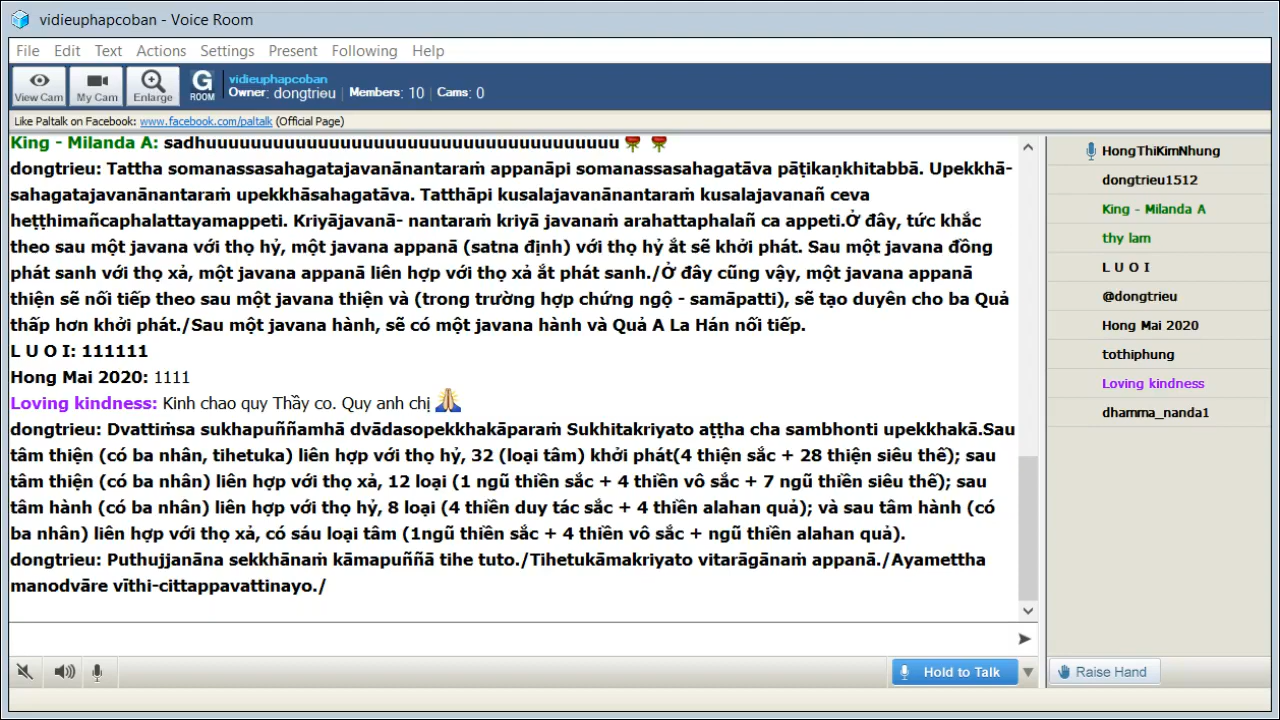 vidieuphapcoban - Voice Room
File Edit Text Actions Settings Present Following Help
View Cam My Cam Enlarge G ROOM
vidieuphapcoban
Owner: dongtrieu | Members: 10 | Cams: 0
Like Paltalk on Facebook: www.facebook.com/paltalk (Official Page)
King - Milanda A: sadhuuuuuuuuuuuuuuuuuuuuuuuuuuuuuuuuuuuuu
dongtrieu: Tattha somanassasahagatajavanānantaraṁ appanāpi somanassasahagatāva pāṭikaṇkhitabbā. Upekkhā-
sahagatajavanānantaraṁ upekkhāsahagatāva. Tatthāpi kusalajavanānantaraṁ kusalajavanañ ceva
heṭṭhimañcaphalattayamappeti. Kriyājavanā- nantaraṁ kriyā javanaṁ arahattaphalañ ca appeti.Ở đây, tức khắc
theo sau một javana với thọ hỷ, một javana appanā (satna định) với thọ hỷ ắt sẽ khởi phát. Sau một javana đồng
phát sanh với thọ xả, một javana appanā liên hợp với thọ xả ắt phát sanh./Ở đây cũng vậy, một javana appanā
thiện sẽ nối tiếp theo sau một javana thiện và (trong trường hợp chứng ngộ - samāpatti), sẽ tạo duyên cho ba Quả
thấp hơn khởi phát./Sau một javana hành, sẽ có một javana hành và Quả A La Hán nối tiếp.
L U O I: 111111
Hong Mai 2020: 1111
Loving kindness: Kinh chao quy Thầy co. Quy anh chị
dongtrieu: Dvattiṁsa sukhapuññamhā dvādasopekkhakāparaṁ Sukhitakriyato aṭṭha cha sambhonti upekkhakā.Sau
tâm thiện (có ba nhân, tihetuka) liên hợp với thọ hỷ, 32 (loại tâm) khởi phát(4 thiện sắc + 28 thiện siêu thế); sau
tâm thiện (có ba nhân) liên hợp với thọ xả, 12 loại (1 ngũ thiền sắc + 4 thiền vô sắc + 7 ngũ thiền siêu thế); sau
tâm hành (có ba nhân) liên hợp với thọ hỷ, 8 loại (4 thiền duy tác sắc + 4 thiền alahan quả); và sau tâm hành (có
ba nhân) liên hợp với thọ xả, có sáu loại tâm (1ngũ thiền sắc + 4 thiền vô sắc + ngũ thiền alahan quả).
dongtrieu: Puthujjanāna sekkhānaṁ kāmapuññā tihe tuto./Tihetukāmakriyato vitarāgānaṁ appanā./Ayamettha
manodvāre vīthi-cittappavattinayo./
HongThiKimNhung
dongtrieu1512
King - Milanda A
thy lam
L U O I
@dongtrieu
Hong Mai 2020
tothiphung
Loving kindness
dhamma_nanda1
Hold to Talk
Raise Hand